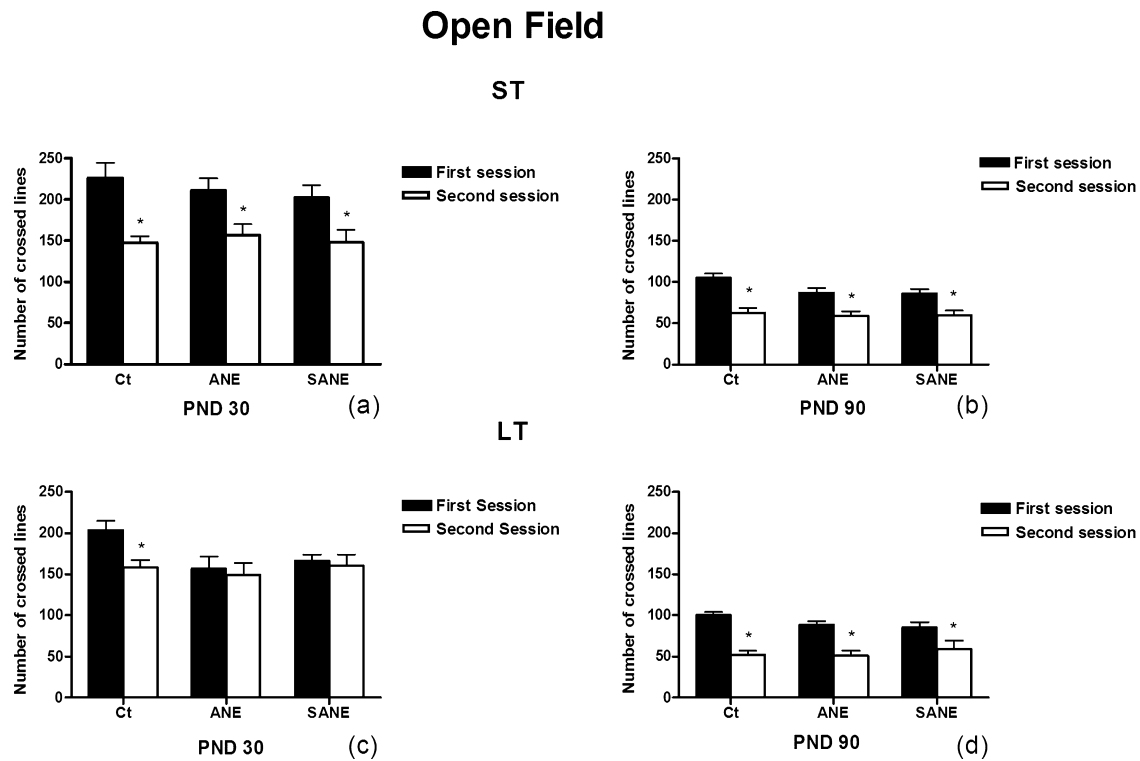 Open Field
ST
Number of crossed lines
250
200
150
100
50
0
* * *
Ct ANE SANE
PND 30
(a)
First session
Second session
Number of crossed lines
250
200
150
100
50
0
* * *
Ct ANE SANE
PND 90
(b)
First session
Second session
LT
Number of crossed lines
250
200
150
100
50
0
*
Ct ANE SANE
PND 30
(c)
First Session
Second Session
Number of crossed lines
250
200
150
100
50
0
* * *
Ct ANE SANE
PND 90
(d)
First session
Second session